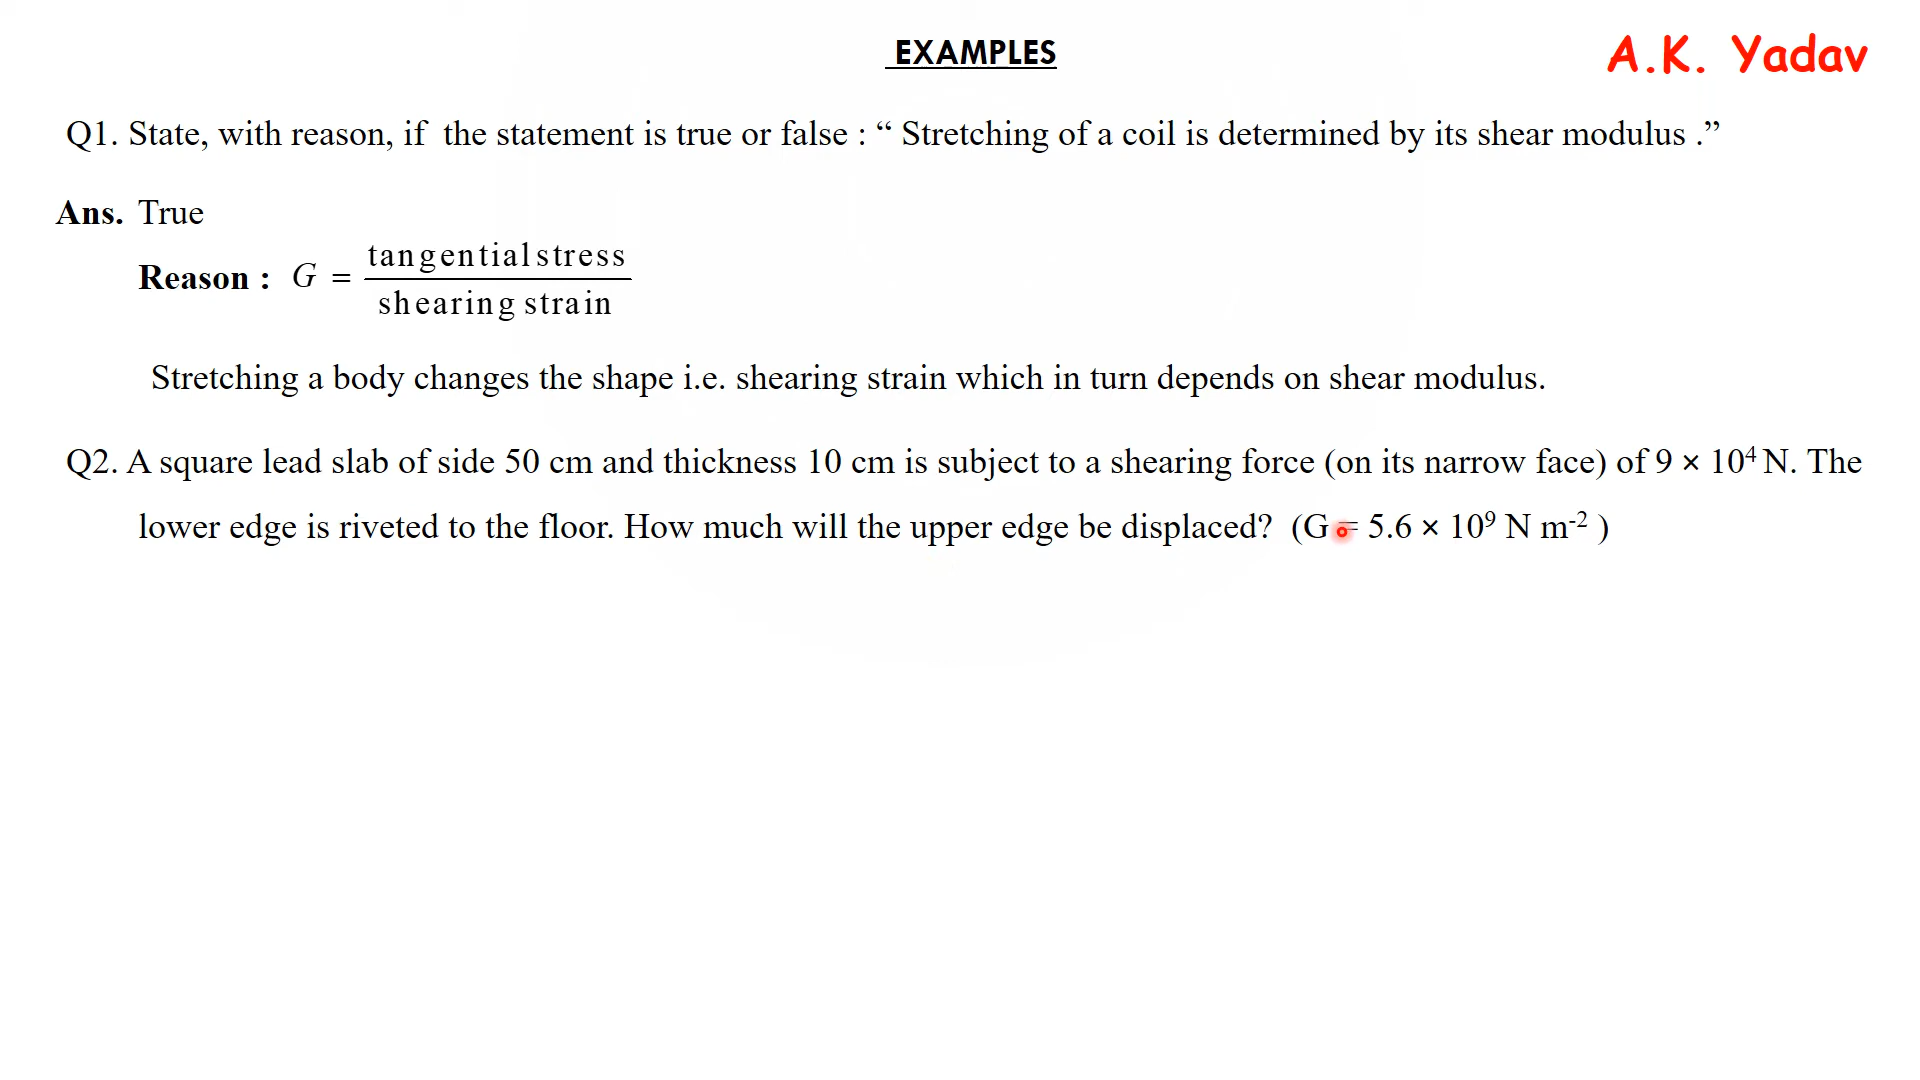 EXAMPLES
A.K. Yadav
Q1. State, with reason, if the statement is true or false : “ Stretching of a coil is determined by its shear modulus .”
Ans. True
Reason : G = tangential stress / shearing strain
Stretching a body changes the shape i.e. shearing strain which in turn depends on shear modulus.
Q2. A square lead slab of side 50 cm and thickness 10 cm is subject to a shearing force (on its narrow face) of 9 × 10⁴ N. The
lower edge is riveted to the floor. How much will the upper edge be displaced? (G = 5.6 × 10⁹ N m⁻² )